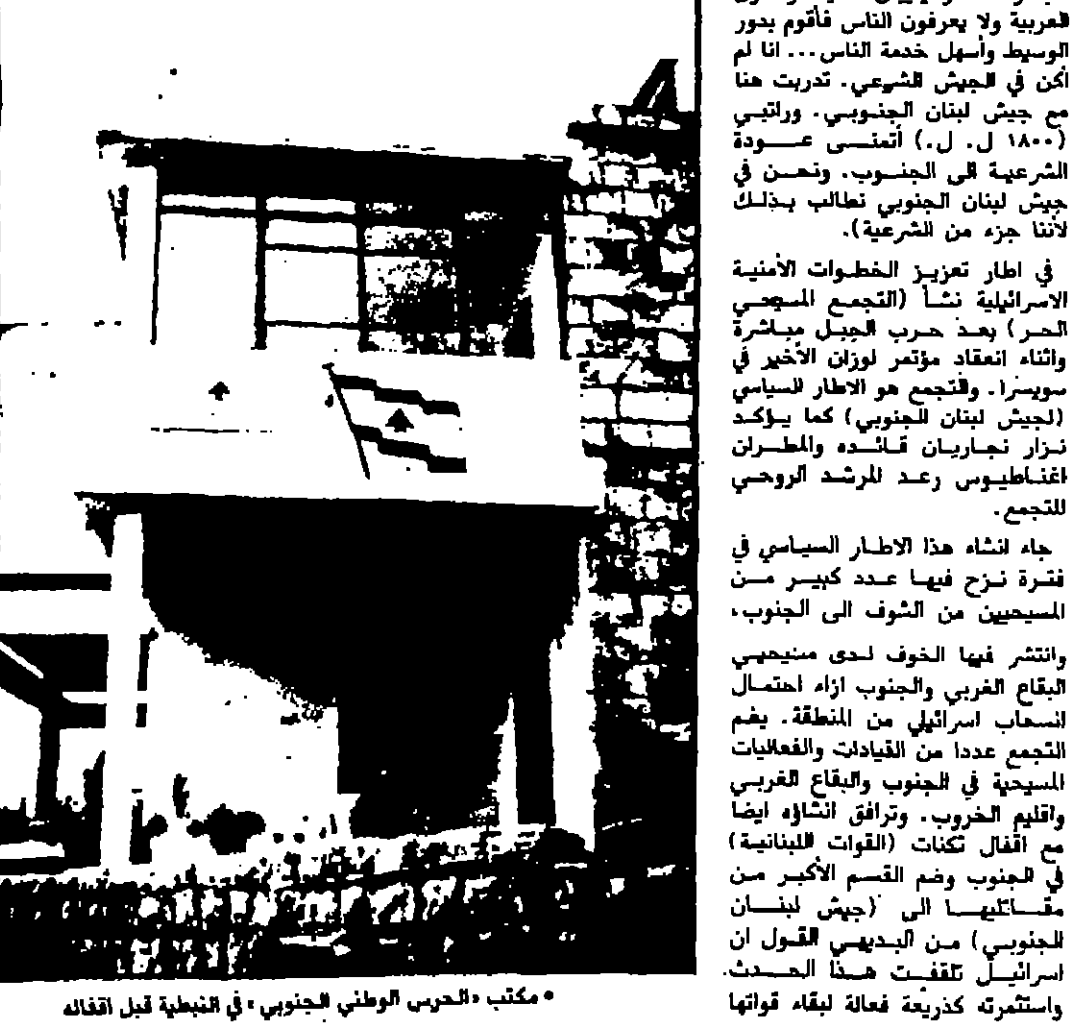 العربية ولا يعرفون الناس فأقوم بدور
الوسيط وأسهل خدمة الناس... انا لم
أكن في الجيش الشرعي. تدربت هنا
مع جيش لبنان الجنوبي. وراتبي
(١٨٠٠ ل. ل.) أتمنى عودة
الشرعية الى الجنوب. ونحن في
جيش لبنان الجنوبي نطالب بذلك
لأننا جزء من الشرعية).
في اطار تعزيز الخطوات الأمنية
الاسرائيلية نشأ (التجمع المسيحي
الحر) بعد حرب الجبل مباشرة
واثناء انعقاد مؤتمر لوزان الأخير في
سويسرا. والتجمع هو الاطار السياسي
(لجيش لبنان الجنوبي) كما يؤكد
نزار نجاريان قائده والمطران
اغناطيوس رعد المرشد الروحي
للتجمع.
جاء انشاء هذا الاطار السياسي في
فترة نزح فيها عدد كبير من
المسيحيين من الشوف الى الجنوب،
وانتشر فيها الخوف لدى مسيحيي
البقاع الغربي والجنوب ازاء احتمال
انسحاب اسرائيلي من المنطقة. يضم
التجمع عددا من القيادات والفعاليات
المسيحية في الجنوب والبقاع الغربي
واقليم الخروب. وترافق انشاؤه ايضا
مع اقفال ثكنات (القوات اللبنانية)
في الجنوب وضم القسم الأكبر من
مقاتليها الى (جيش لبنان
الجنوبي) من البديهي القول ان
اسرائيل تلقفت هذا الحدث.
واستثمرته كذريعة فعالة لبقاء قواتها
• مكتب «الحرس الوطني الجنوبي» في النبطية قبل اقفاله